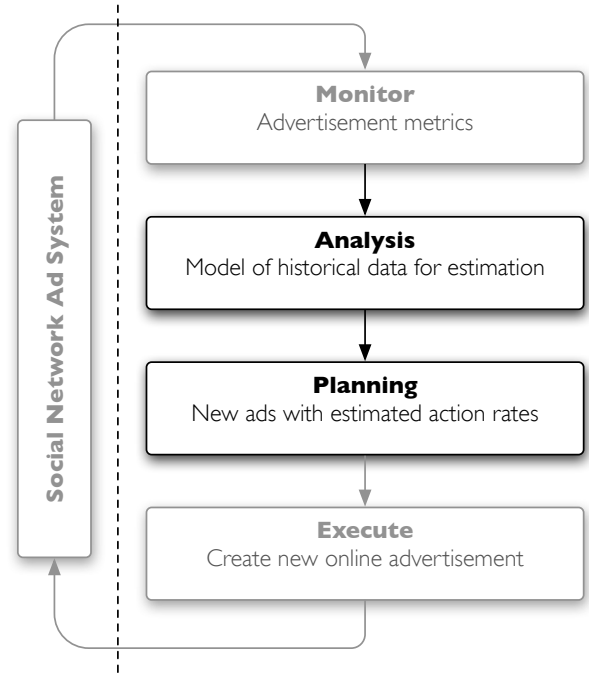 Social Network Ad System
Monitor
Advertisement metrics
Analysis
Model of historical data for estimation
Planning
New ads with estimated action rates
Execute
Create new online advertisement